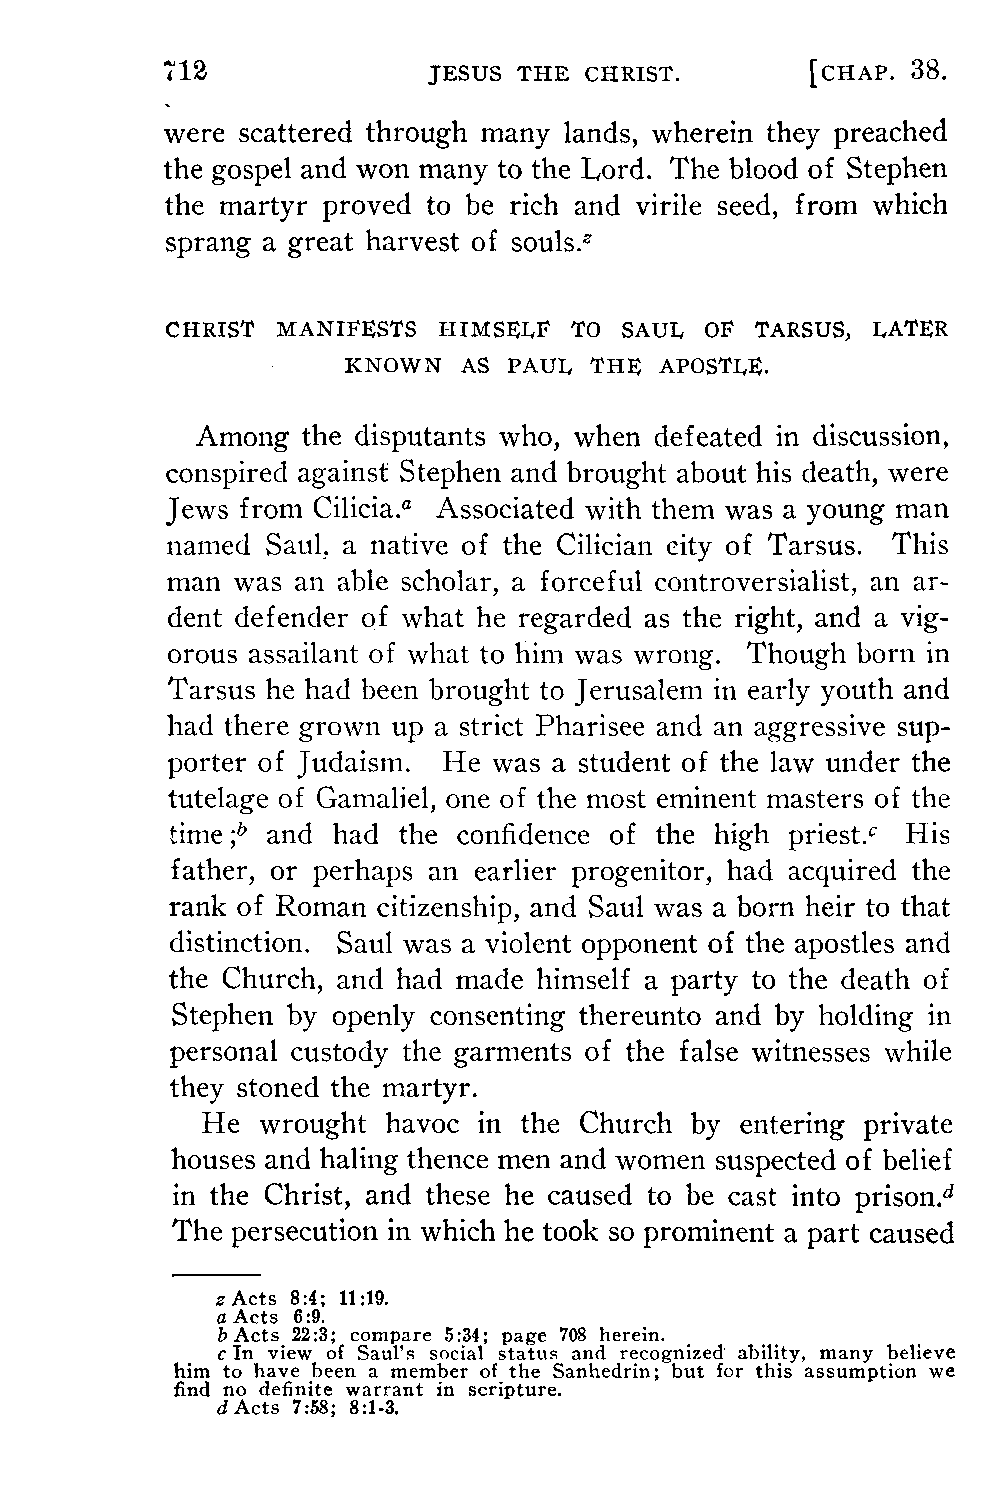 712 JESUS THE CHRIST. [CHAP. 38.
were scattered through many lands, wherein they preached
the gospel and won many to the Lord. The blood of Stephen
the martyr proved to be rich and virile seed, from which
sprang a great harvest of souls.z
CHRIST MANIFESTS HIMSELF TO SAUL OF TARSUS, LATER
KNOWN AS PAUL THE APOSTLE.
Among the disputants who, when defeated in discussion,
conspired against Stephen and brought about his death, were
Jews from Cilicia.a Associated with them was a young man
named Saul, a native of the Cilician city of Tarsus. This
man was an able scholar, a forceful controversialist, an ar-
dent defender of what he regarded as the right, and a vig-
orous assailant of what to him was wrong. Though born in
Tarsus he had been brought to Jerusalem in early youth and
had there grown up a strict Pharisee and an aggressive sup-
porter of Judaism. He was a student of the law under the
tutelage of Gamaliel, one of the most eminent masters of the
time;b and had the confidence of the high priest.c His
father, or perhaps an earlier progenitor, had acquired the
rank of Roman citizenship, and Saul was a born heir to that
distinction. Saul was a violent opponent of the apostles and
the Church, and had made himself a party to the death of
Stephen by openly consenting thereunto and by holding in
personal custody the garments of the false witnesses while
they stoned the martyr.
He wrought havoc in the Church by entering private
houses and haling thence men and women suspected of belief
in the Christ, and these he caused to be cast into prison.d
The persecution in which he took so prominent a part caused
z Acts 8:4; 11:19.
a Acts 6:9.
b Acts 22:3; compare 5:34; page 708 herein.
c In view of Saul's social status and recognized ability, many believe
him to have been a member of the Sanhedrin; but for this assumption we
find no definite warrant in scripture.
d Acts 7:58; 8:1-3.